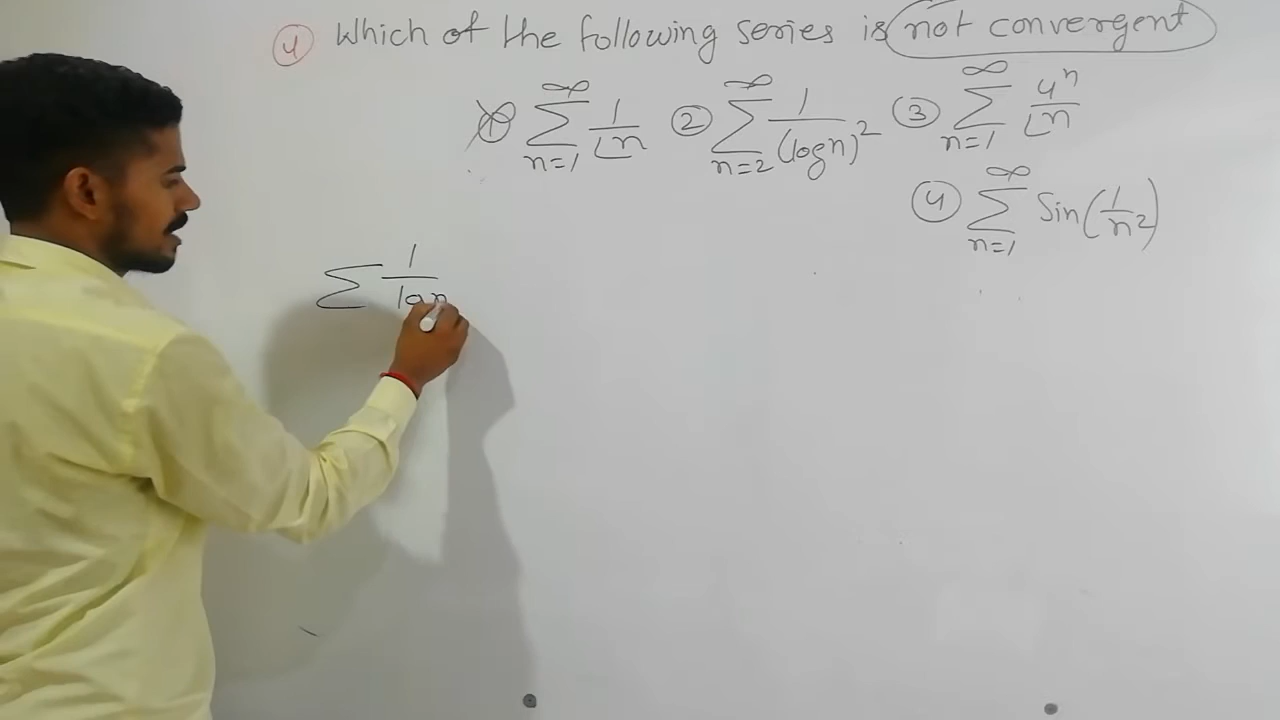 ④ Which of the following series is not convergent
① ∞∑n=1 1/⌊n ② ∞∑n=2 1/(logn)² ③ ∞∑n=1 4ⁿ/⌊n
④ ∞∑n=1 Sin(1/n²)
∑ 1/